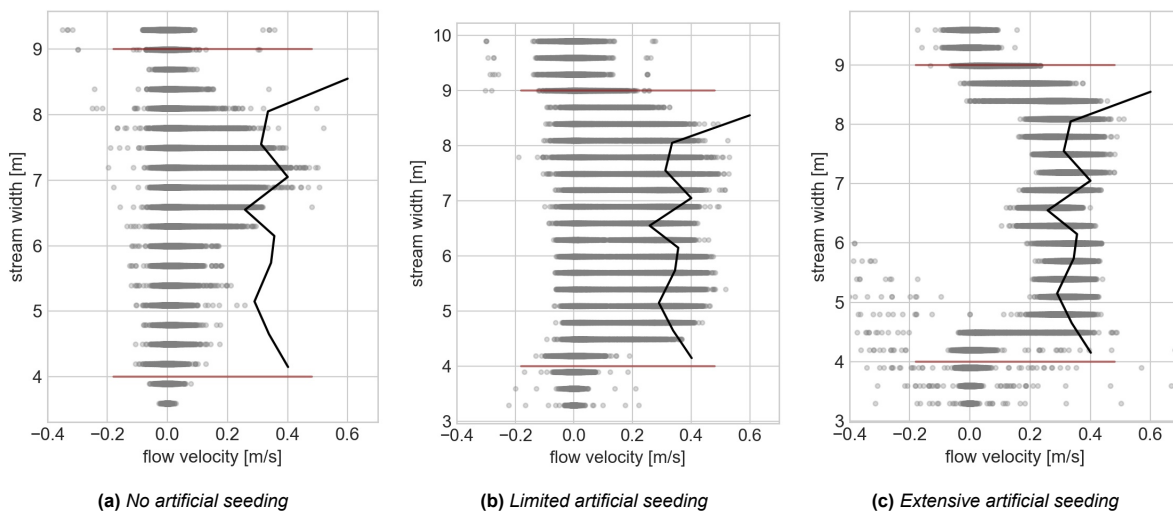 9
8
7
6
5
4
−0.4 −0.2 0.0 0.2 0.4 0.6
flow velocity [m/s]
stream width [m]
(a) No artificial seeding
10
9
8
7
6
5
4
3
−0.4 −0.2 0.0 0.2 0.4 0.6
flow velocity [m/s]
stream width [m]
(b) Limited artificial seeding
9
8
7
6
5
4
3
−0.4 −0.2 0.0 0.2 0.4 0.6
flow velocity [m/s]
stream width [m]
(c) Extensive artificial seeding